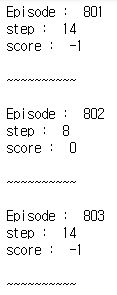 Episode :  801
step :  14
score :  -1
~~~~~~~~~~
Episode :  802
step :  8
score :  0
~~~~~~~~~~
Episode :  803
step :  14
score :  -1
~~~~~~~~~~